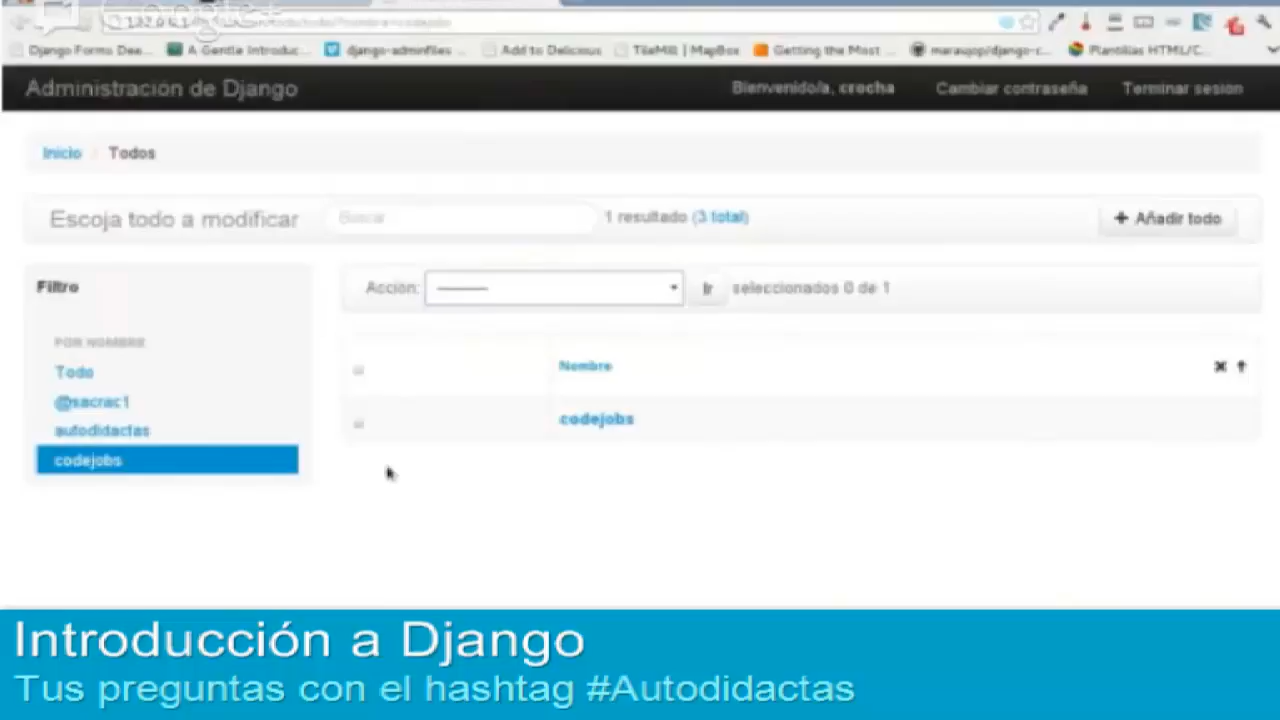 Google+
Django Forms Dee...
A Gentle Introduc...
django-adminfiles
Add to Delicious
TileMill | MapBox
Getting the Most ...
Plantillas HTML/C...
Administración de Django
Bienvenido/a, crocha
Cambiar contraseña
Terminar sesión
Inicio / Todos
Escoja todo a modificar
Buscar
1 resultado (3 total)
+ Añadir todo
Filtro
Acción:
---------
Ir
seleccionados 0 de 1
POR NOMBRE
Todo
@sacrac1
autodidactas
codejobs
Nombre
codejobs
Introducción a Django
Tus preguntas con el hashtag #Autodidactas